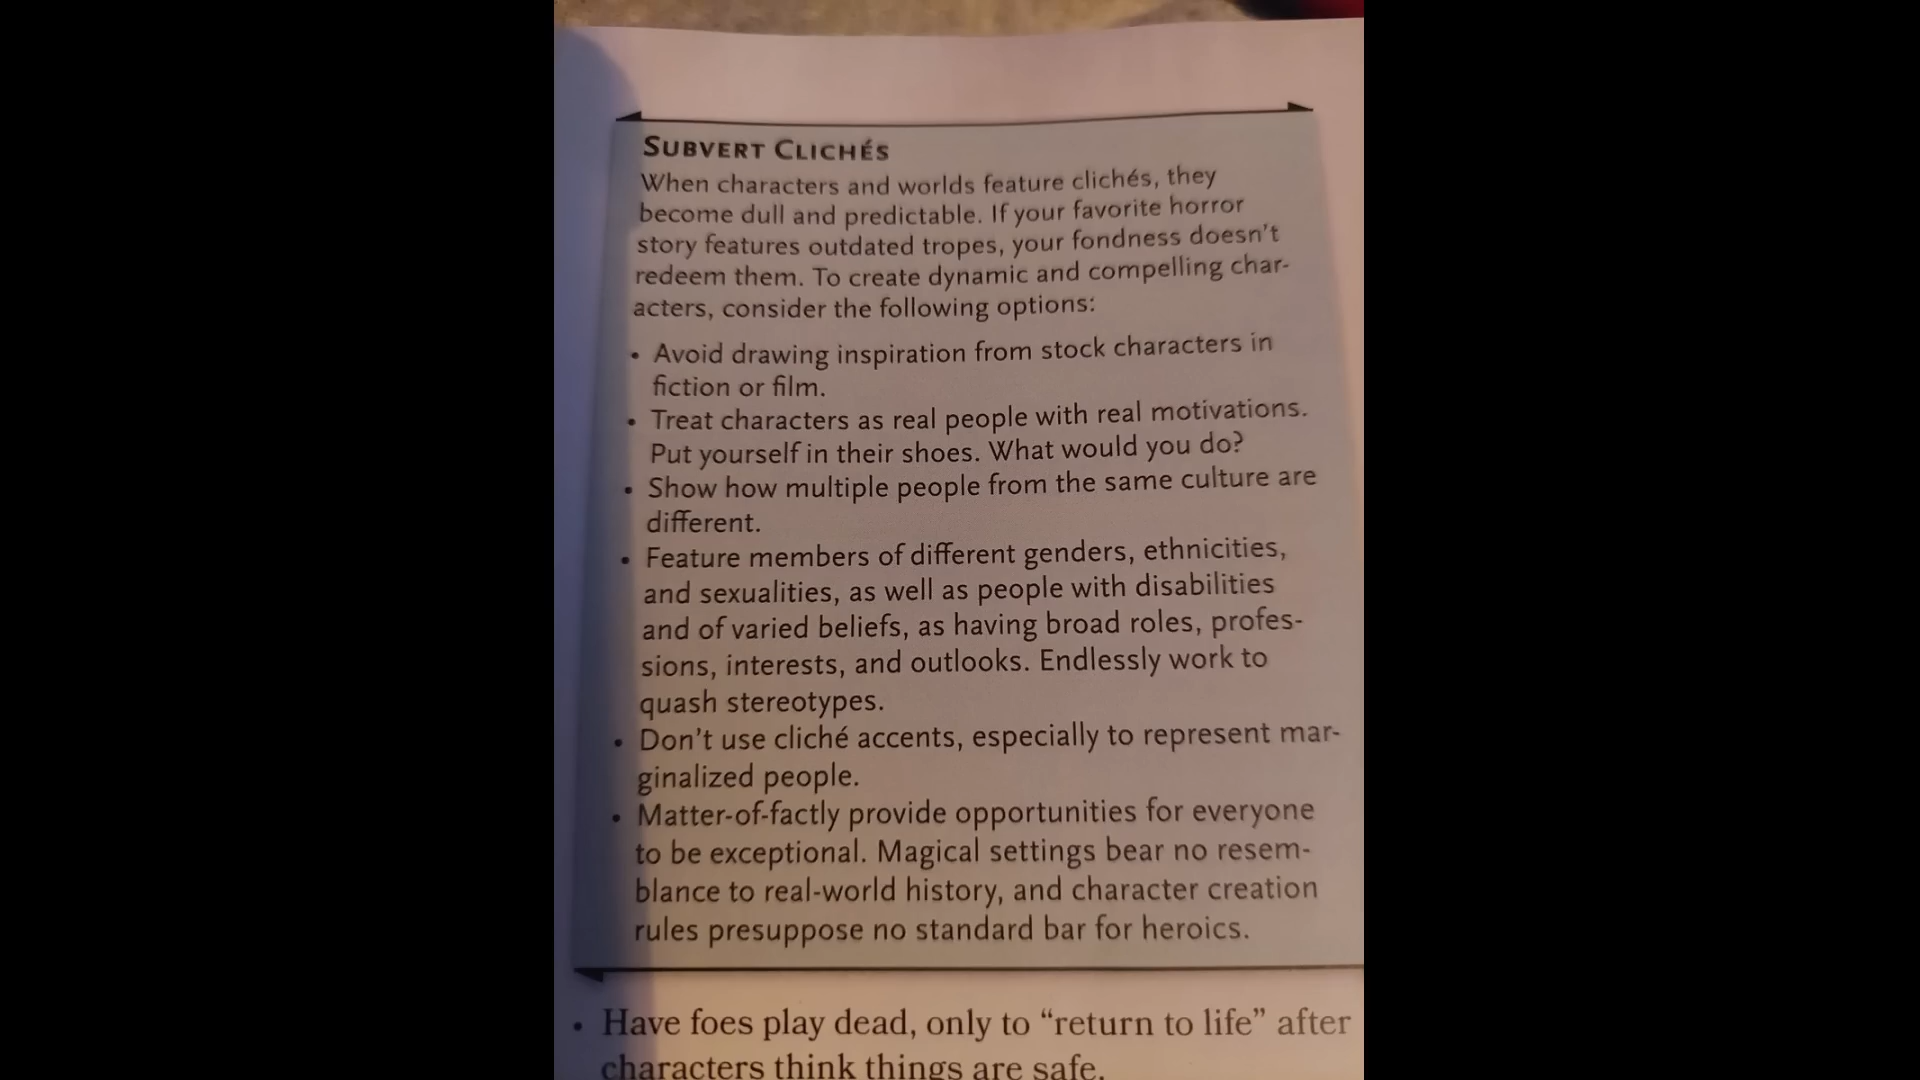 SUBVERT CLICHÉS
When characters and worlds feature clichés, they
become dull and predictable. If your favorite horror
story features outdated tropes, your fondness doesn't
redeem them. To create dynamic and compelling char-
acters, consider the following options:
• Avoid drawing inspiration from stock characters in
fiction or film.
• Treat characters as real people with real motivations.
Put yourself in their shoes. What would you do?
• Show how multiple people from the same culture are
different.
• Feature members of different genders, ethnicities,
and sexualities, as well as people with disabilities
and of varied beliefs, as having broad roles, profes-
sions, interests, and outlooks. Endlessly work to
quash stereotypes.
• Don't use cliché accents, especially to represent mar-
ginalized people.
• Matter-of-factly provide opportunities for everyone
to be exceptional. Magical settings bear no resem-
blance to real-world history, and character creation
rules presuppose no standard bar for heroics.
• Have foes play dead, only to “return to life” after
characters think things are safe.